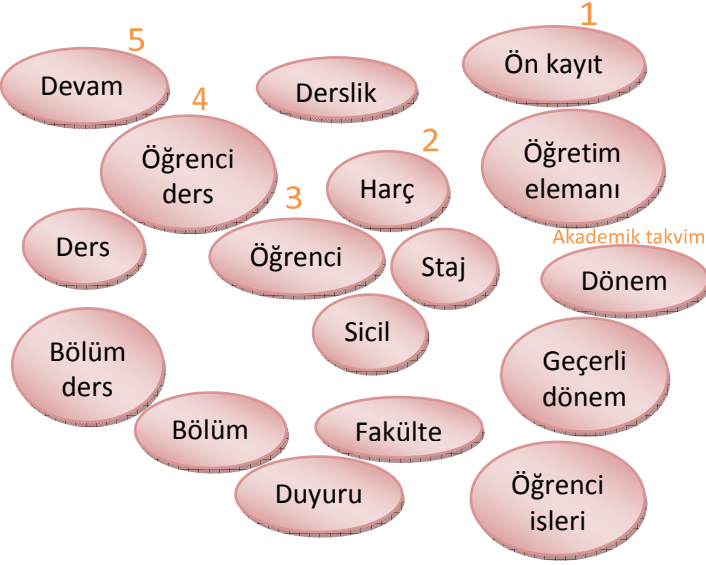 1
5
Ön kayıt
Devam
Derslik
4
2
Öğrenci
ders
Öğretim
elemanı
Harç
3
Akademik takvim
Ders
Öğrenci
Staj
Dönem
Sicil
Bölüm
ders
Geçerli
dönem
Bölüm
Fakülte
Duyuru
Öğrenci
isleri